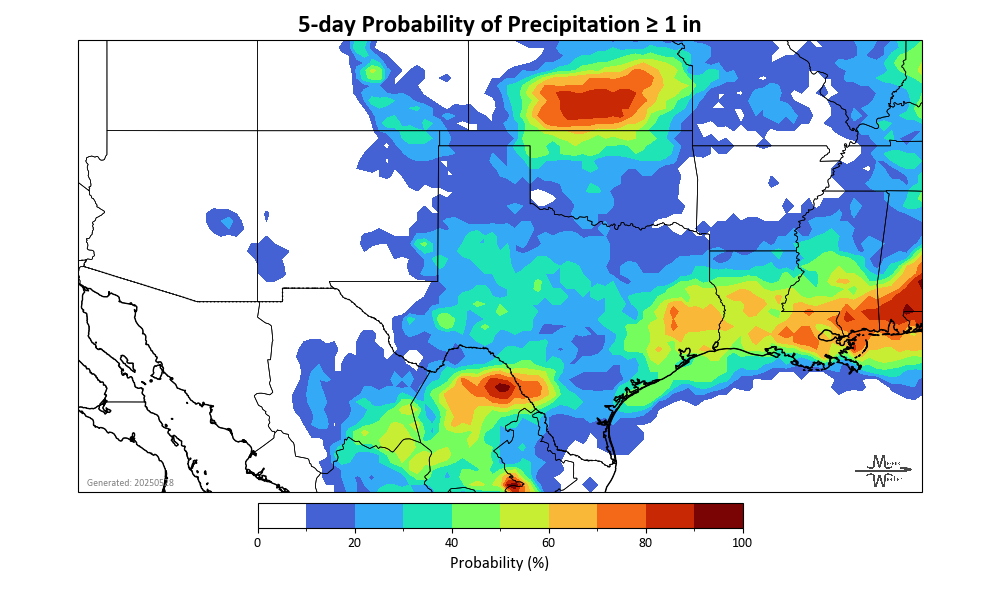 5-day Probability of Precipitation ≥ 1 in
Generated: 20250528
0 20 40 60 80 100
Probability (%)